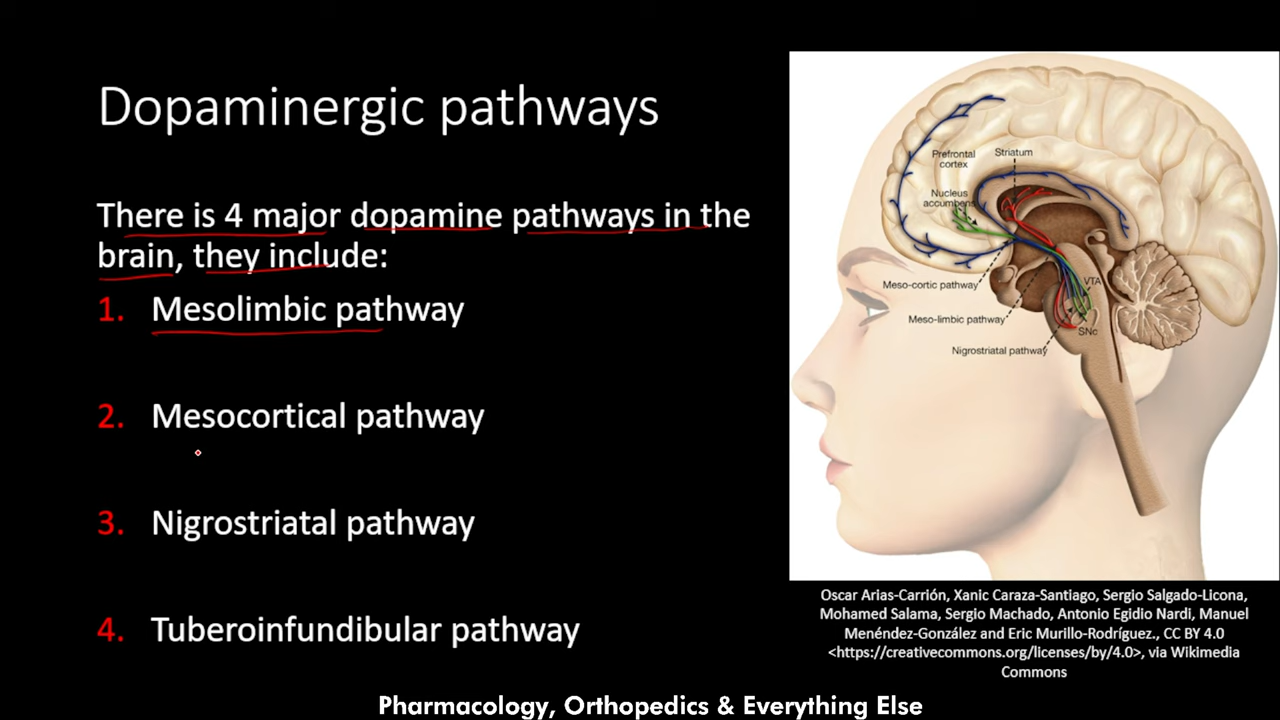 Dopaminergic pathways
There is 4 major dopamine pathways in the
brain, they include:
1. Mesolimbic pathway
2. Mesocortical pathway
3. Nigrostriatal pathway
4. Tuberoinfundibular pathway
Prefrontal
cortex
Striatum
Nucleus
accumbens
Meso-cortic pathway
VTA
Meso-limbic pathway
SNc
Nigrostriatal pathway
Oscar Arias-Carrión, Xanic Caraza-Santiago, Sergio Salgado-Licona,
Mohamed Salama, Sergio Machado, Antonio Egidio Nardi, Manuel
Menéndez-González and Eric Murillo-Rodríguez., CC BY 4.0
<https://creativecommons.org/licenses/by/4.0>, via Wikimedia
Commons
Pharmacology, Orthopedics & Everything Else